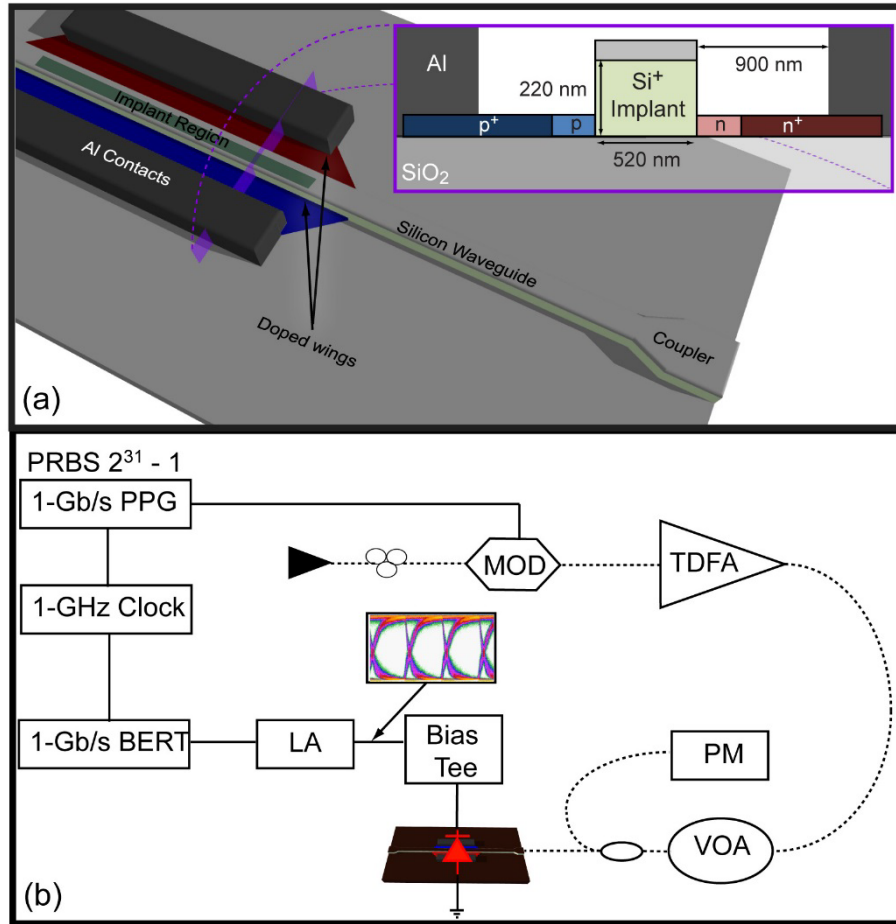 Al
220 nm
Si⁺
Implant
900 nm
p⁺
p
n
n⁺
SiO₂
520 nm
Implant Region
Al Contacts
Silicon Waveguide
Doped wings
Coupler
(a)
PRBS 2³¹ - 1
1-Gb/s PPG
MOD
TDFA
1-GHz Clock
1-Gb/s BERT
LA
Bias
Tee
PM
VOA
(b)